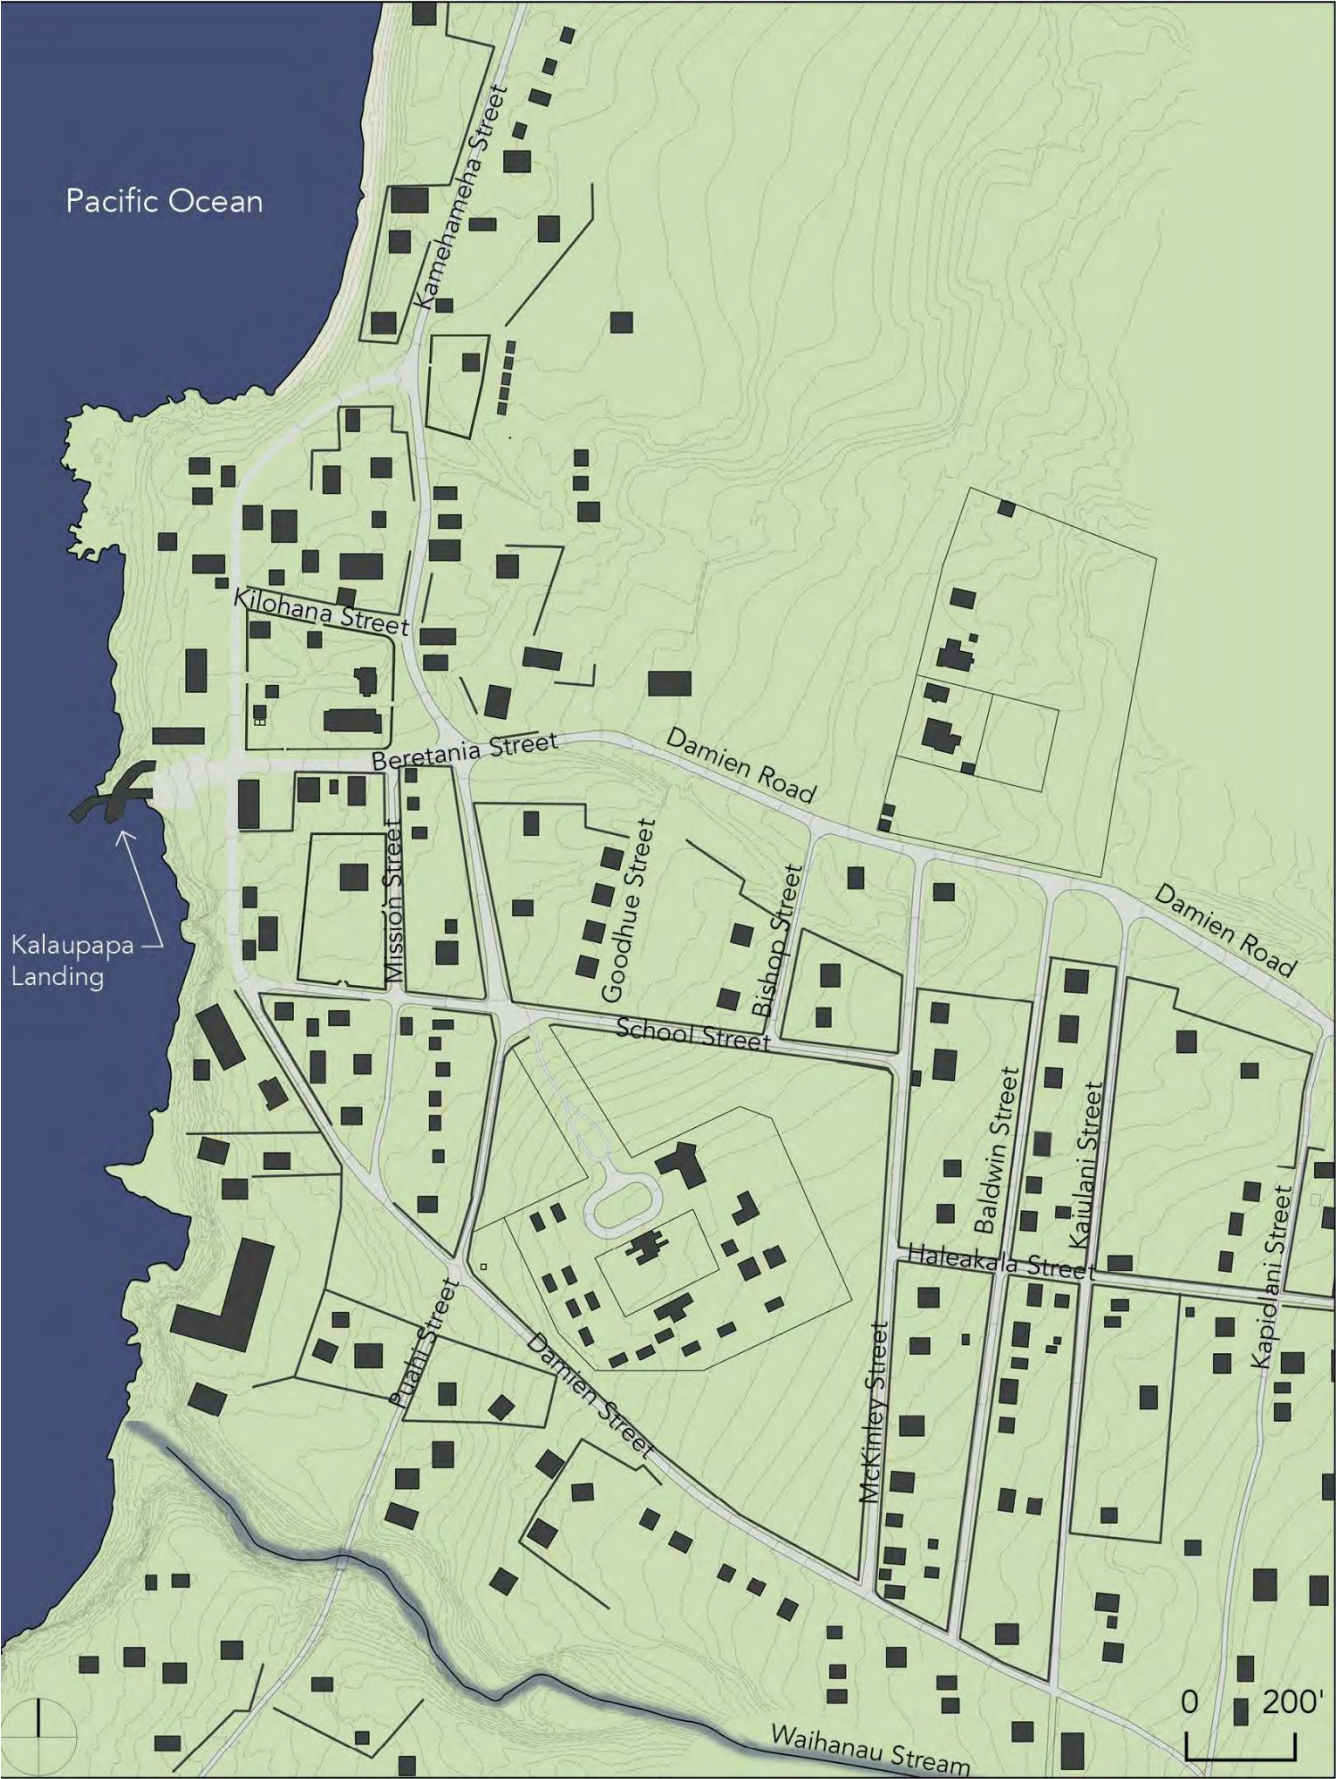 Kamehameha Street
Pacific Ocean
Kilohana Street
Beretania Street
Damien Road
Mission Street
Goodhue Street
Bishop Street
Damien Road
Kalaupapa
Landing
School Street
Baldwin Street
Kaiulani Street
Haleakala Street
Kapiolani Street
Puahi Street
Damien Street
McKinley Street
0 200'
Waihanau Stream